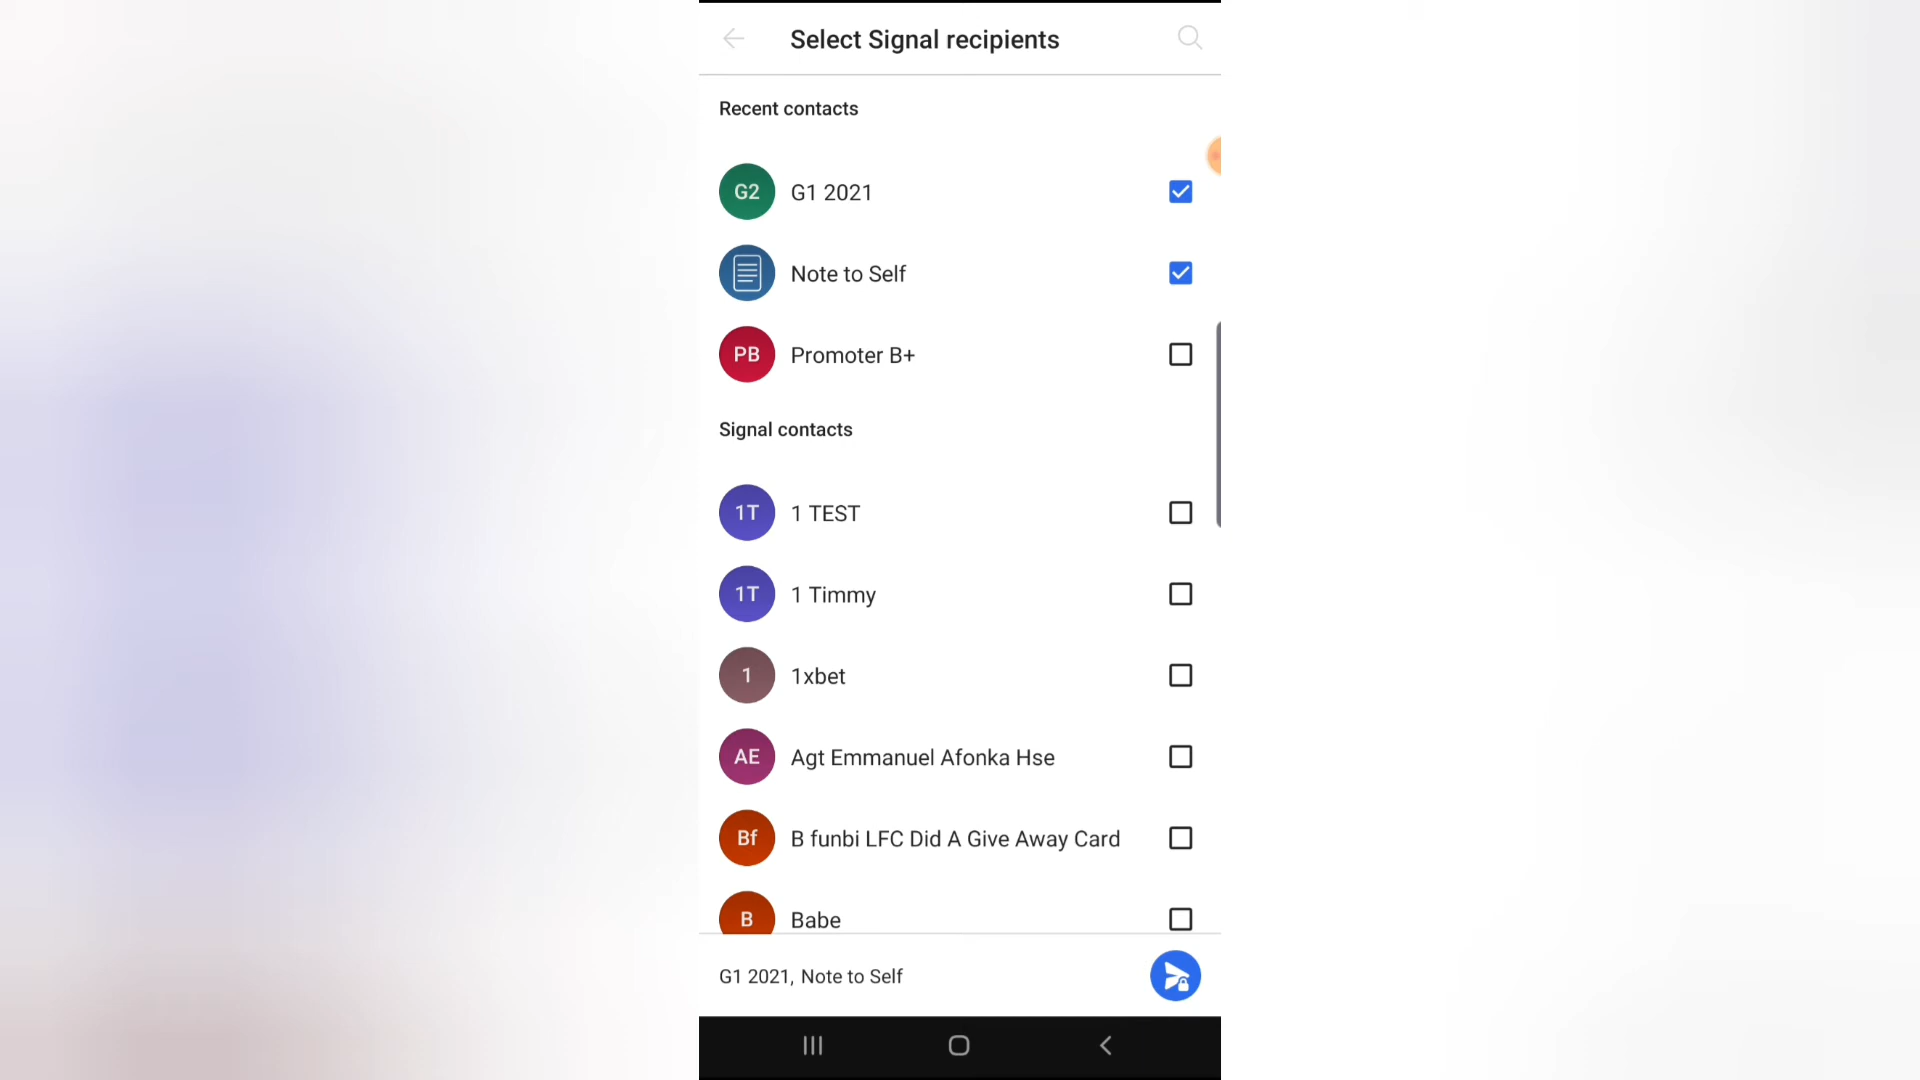 Select Signal recipients
Recent contacts
G2 G1 2021
Note to Self
PB Promoter B+
Signal contacts
1T 1 TEST
1T 1 Timmy
1 1xbet
AE Agt Emmanuel Afonka Hse
Bf B funbi LFC Did A Give Away Card
B Babe
G1 2021, Note to Self